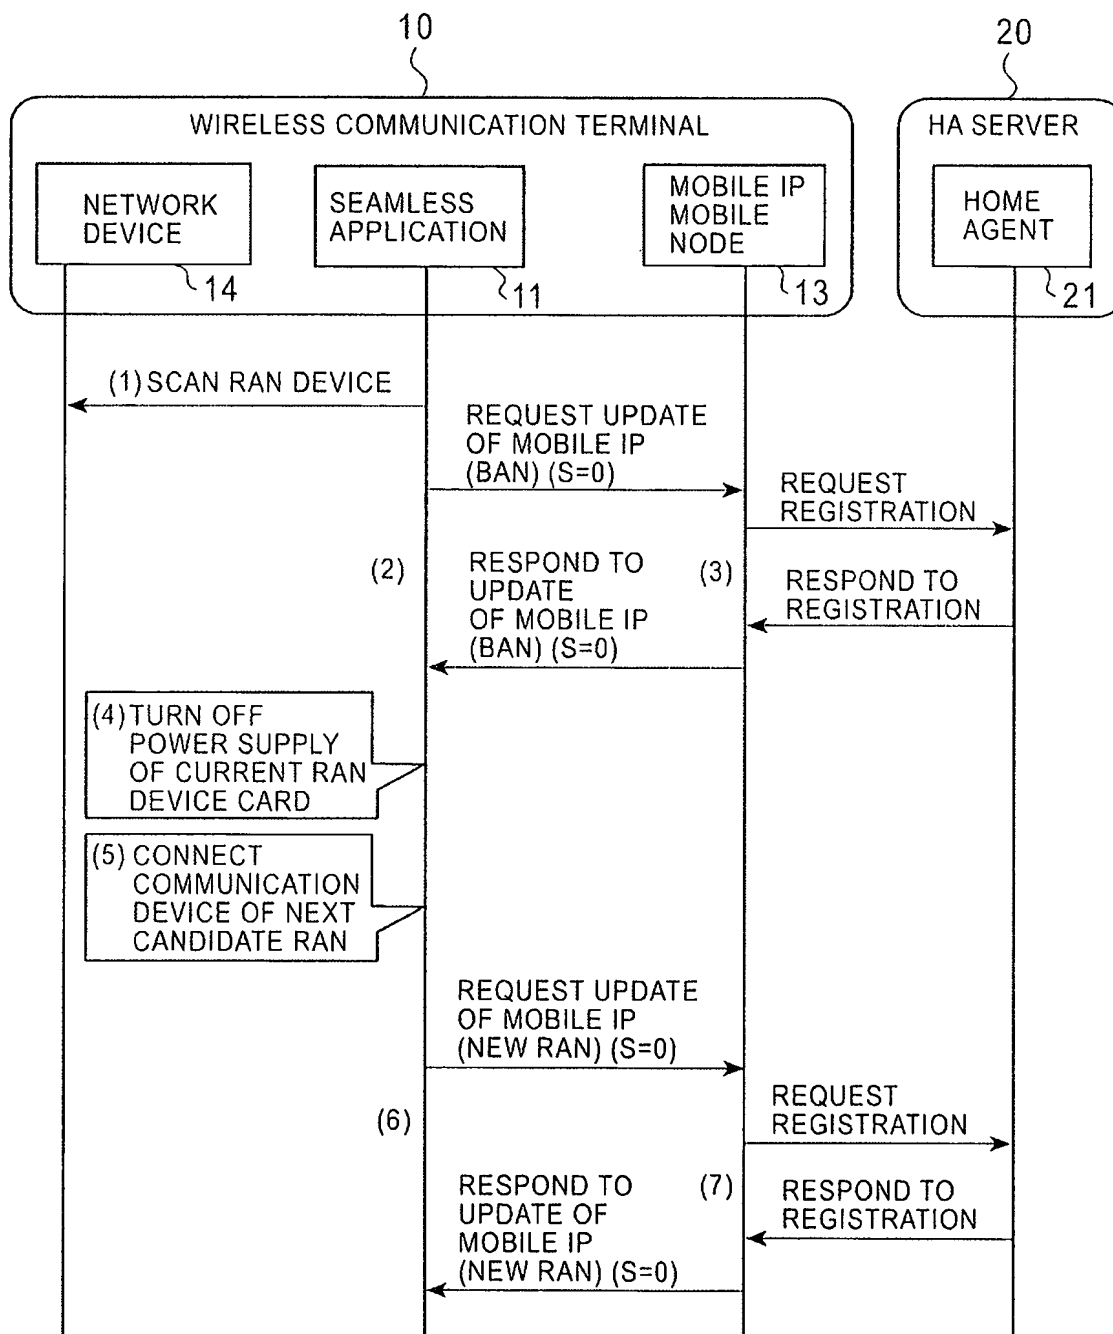 10
20
WIRELESS COMMUNICATION TERMINAL
HA SERVER
NETWORK
DEVICE
14
SEAMLESS
APPLICATION
11
MOBILE IP
MOBILE
NODE
13
HOME
AGENT
21
(1) SCAN RAN DEVICE
REQUEST UPDATE
OF MOBILE IP
(BAN) (S=0)
REQUEST
REGISTRATION
(2)
RESPOND TO
UPDATE
OF MOBILE IP
(BAN) (S=0)
(3)
RESPOND TO
REGISTRATION
(4) TURN OFF
POWER SUPPLY
OF CURRENT RAN
DEVICE CARD
(5) CONNECT
COMMUNICATION
DEVICE OF NEXT
CANDIDATE RAN
REQUEST UPDATE
OF MOBILE IP
(NEW RAN) (S=0)
REQUEST
REGISTRATION
(6)
RESPOND TO
UPDATE OF
MOBILE IP
(NEW RAN) (S=0)
(7)
RESPOND TO
REGISTRATION